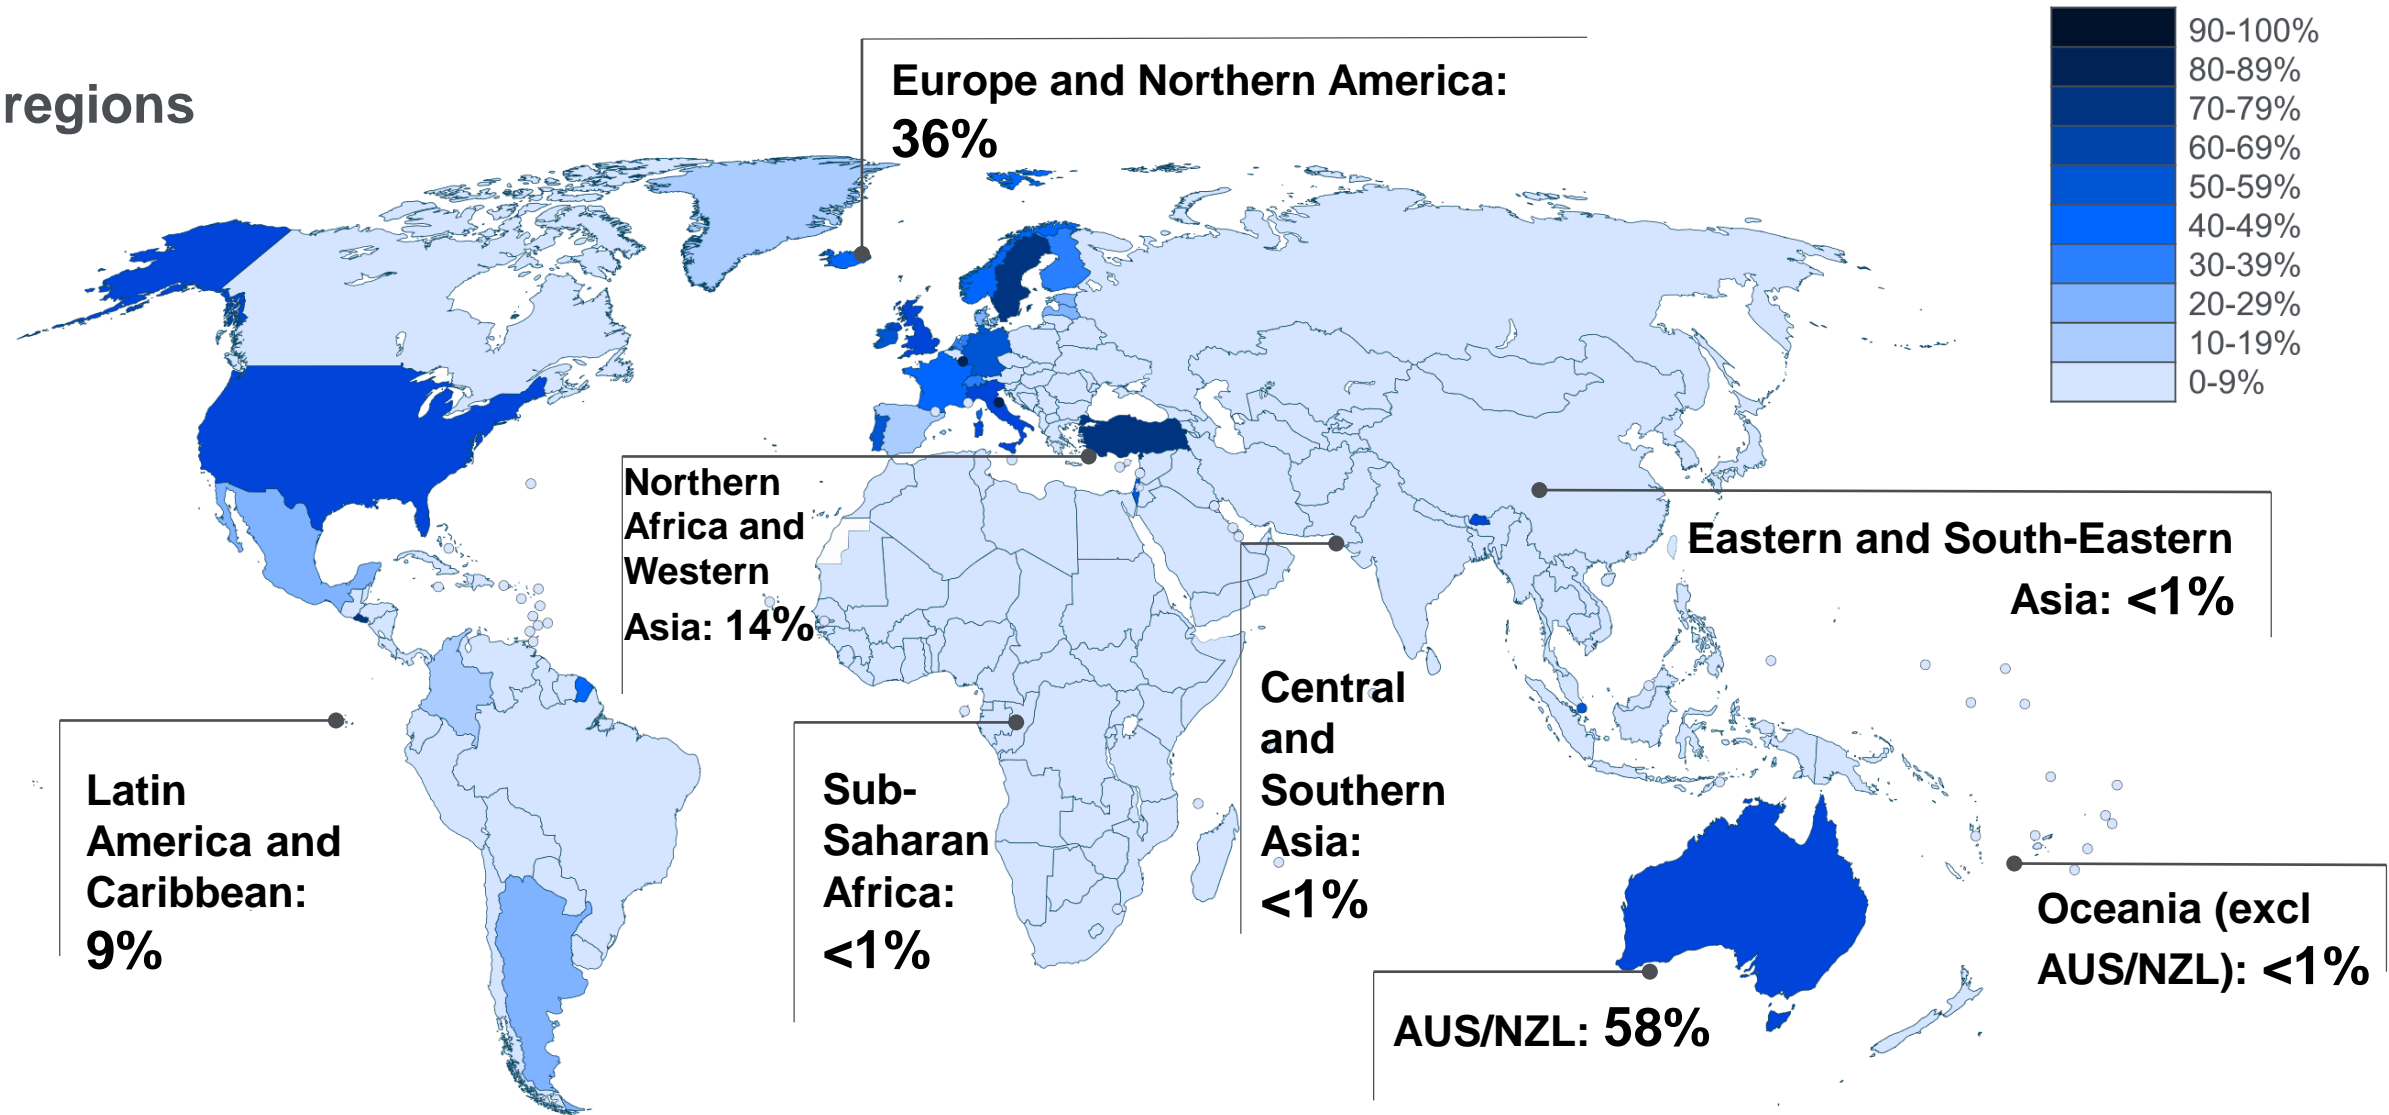 regions
Europe and Northern America:
36%
90-100%
80-89%
70-79%
60-69%
50-59%
40-49%
30-39%
20-29%
10-19%
0-9%
Northern
Africa and
Western
Asia: 14%
Eastern and South-Eastern
Asia: <1%
Latin
America and
Caribbean:
9%
Sub-
Saharan
Africa:
<1%
Central
and
Southern
Asia:
<1%
Oceania (excl
AUS/NZL): <1%
AUS/NZL: 58%